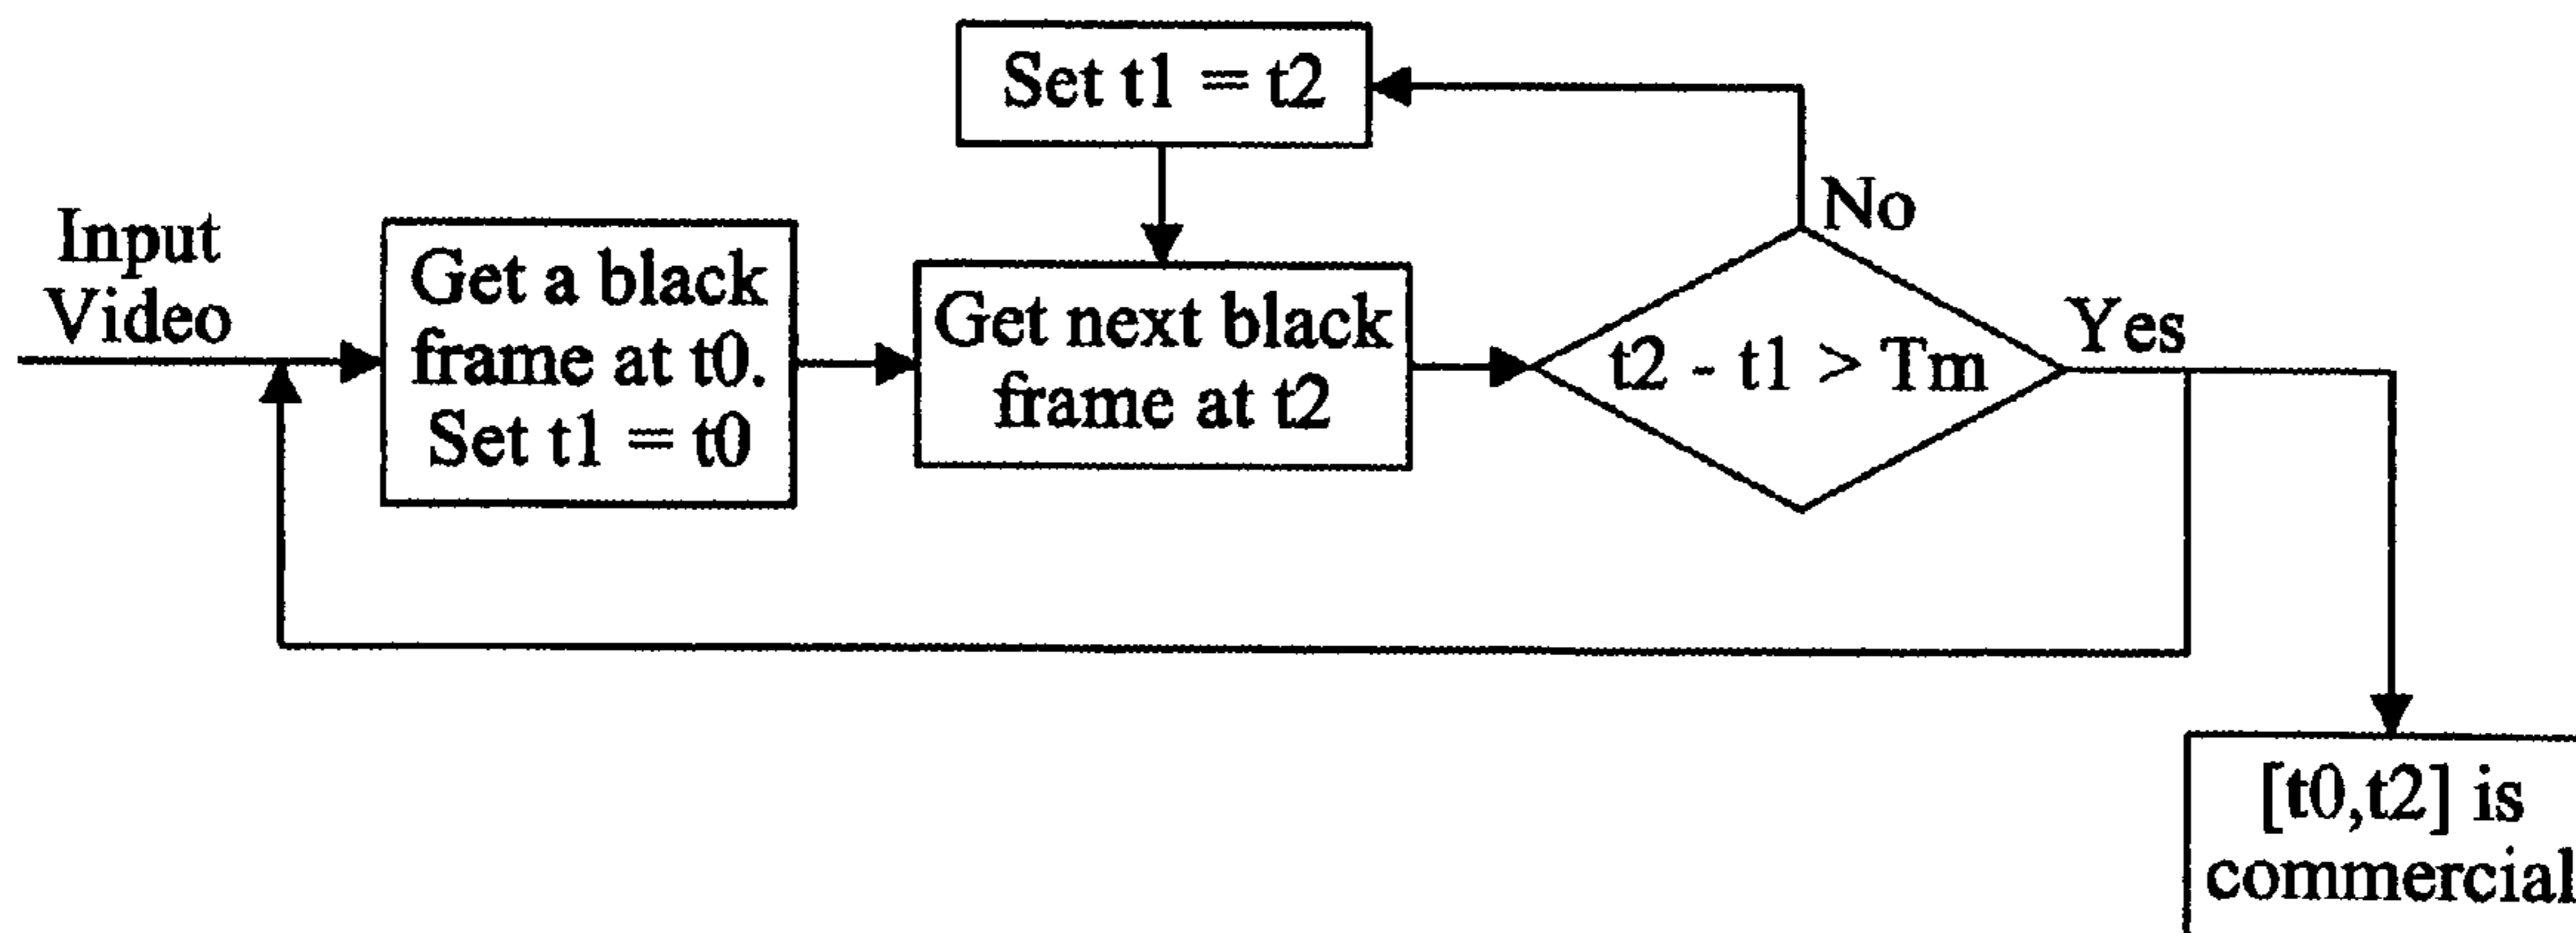 Set t1 = t2
Input
Video
Get a black
frame at t0.
Set t1 = t0
Get next black
frame at t2
t2 - t1 > Tm
No
Yes
[t0,t2] is
commercial